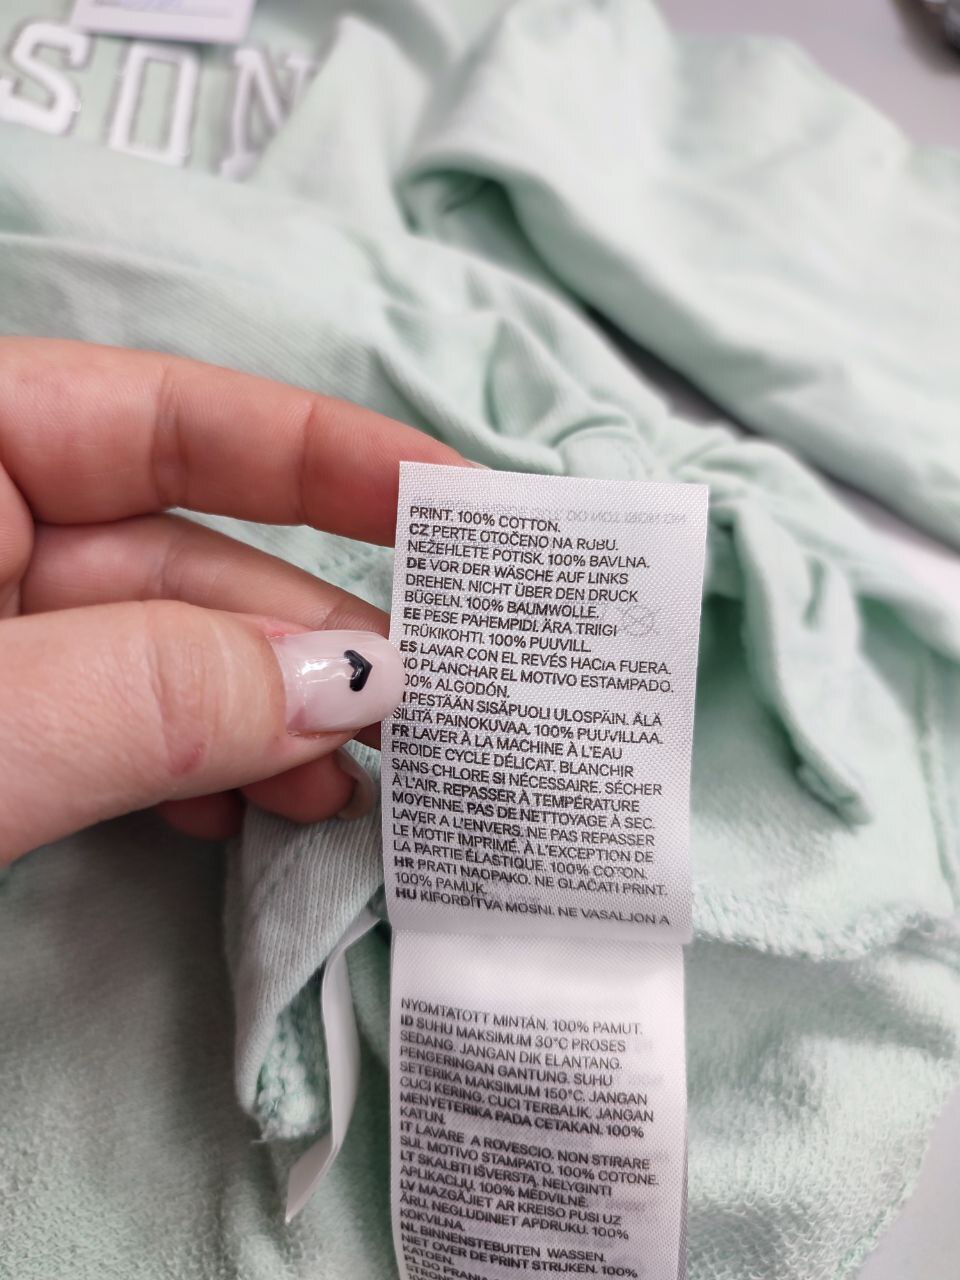 SON
PRINT. 100% COTTON.
CZ PERTE OTOČENO NA RUBU.
NEŽEHLETE POTISK. 100% BAVLNA.
DE VOR DER WÄSCHE AUF LINKS
DREHEN. NICHT ÜBER DEN DRUCK
BÜGELN. 100% BAUMWOLLE.
EE PESE PAHEMPIDI, ÄRA TRIIGI
TRÜKIKOHTI. 100% PUUVILL.
ES LAVAR CON EL REVÉS HACIA FUERA.
NO PLANCHAR EL MOTIVO ESTAMPADO.
00% ALGODÓN.
PESTÄÄN SISÄPUOLI ULOSPÄIN. ÄLÄ
SILITÄ PAINOKUVAA. 100% PUUVILLAA.
FR LAVER À LA MACHINE À L'EAU
FROIDE CYCLE DÉLICAT. BLANCHIR
SANS CHLORE SI NÉCESSAIRE. SÉCHER
À L'AIR. REPASSER À TEMPÉRATURE
MOYENNE. PAS DE NETTOYAGE À SEC.
LAVER A L'ENVERS. NE PAS REPASSER
LE MOTIF IMPRIMÉ, À L'EXCEPTION DE
LA PARTIE ÉLASTIQUE. 100% COTON.
HR PRATI NAOPAKO. NE GLAČATI PRINT.
100% PAMUK.
HU KIFORDÍTVA MOSNI. NE VASALJON A
NYOMTATOTT MINTÁN. 100% PAMUT.
ID SUHU MAKSIMUM 30°C PROSES
SEDANG. JANGAN DIK ELANTANG.
PENGERINGAN GANTUNG. SUHU
SETERIKA MAKSIMUM 150°C. JANGAN
CUCI KERING. CUCI TERBALIK. JANGAN
MENYETERIKA PADA CETAKAN. 100%
KATUN.
IT LAVARE A ROVESCIO. NON STIRARE
SUL MOTIVO STAMPATO. 100% COTONE.
LT SKALBTI IŠVERSTĄ, NELYGINTI
APLIKACIJŲ. 100% MEDVILNĖ.
LV MAZGĀJIET AR KREISO PUSI UZ
ĀRU. NEGLUDINIET APDRUKU. 100%
KOKVILNA.
NL BINNENSTEBUITEN WASSEN.
NIET OVER DE PRINT STRIJKEN. 100%
KATOEN.
PL DO PRANIA